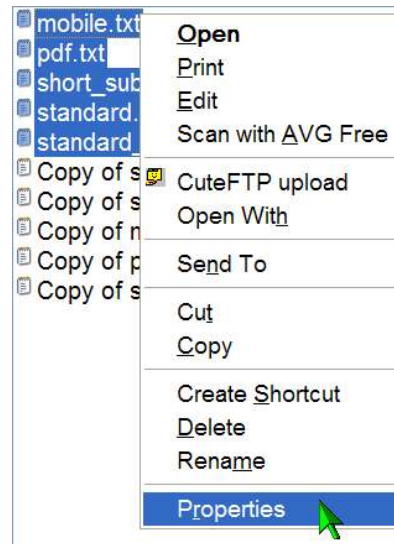 mobile.txt
pdf.txt
short_sub
standard.
standard_
Copy of s
Copy of s
Copy of m
Copy of p
Copy of s
Open
Print
Edit
Scan with AVG Free
CuteFTP upload
Open With
Send To
Cut
Copy
Create Shortcut
Delete
Rename
Properties